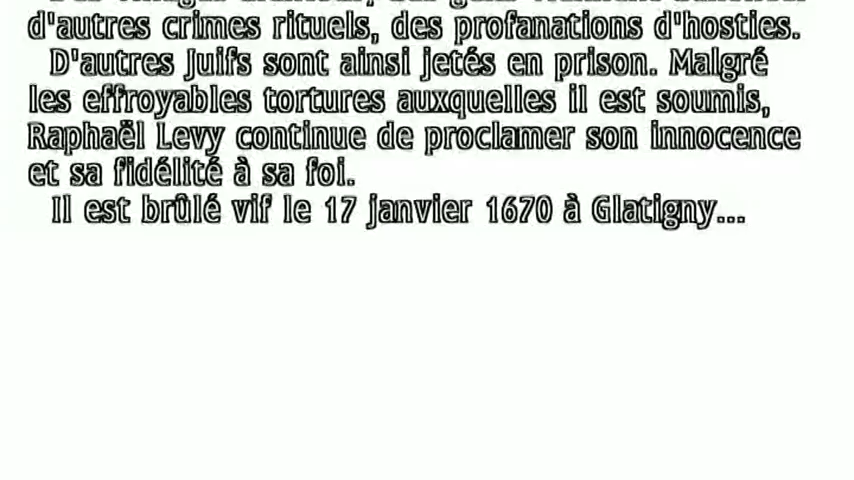 d'autres crimes rituels, des profanations d'hosties.
D'autres Juifs sont ainsi jetés en prison. Malgré
les effroyables tortures auxquelles il est soumis,
Raphaël Levy continue de proclamer son innocence
et sa fidélité à sa foi.
Il est brûlé vif le 17 janvier 1670 à Glatigny...